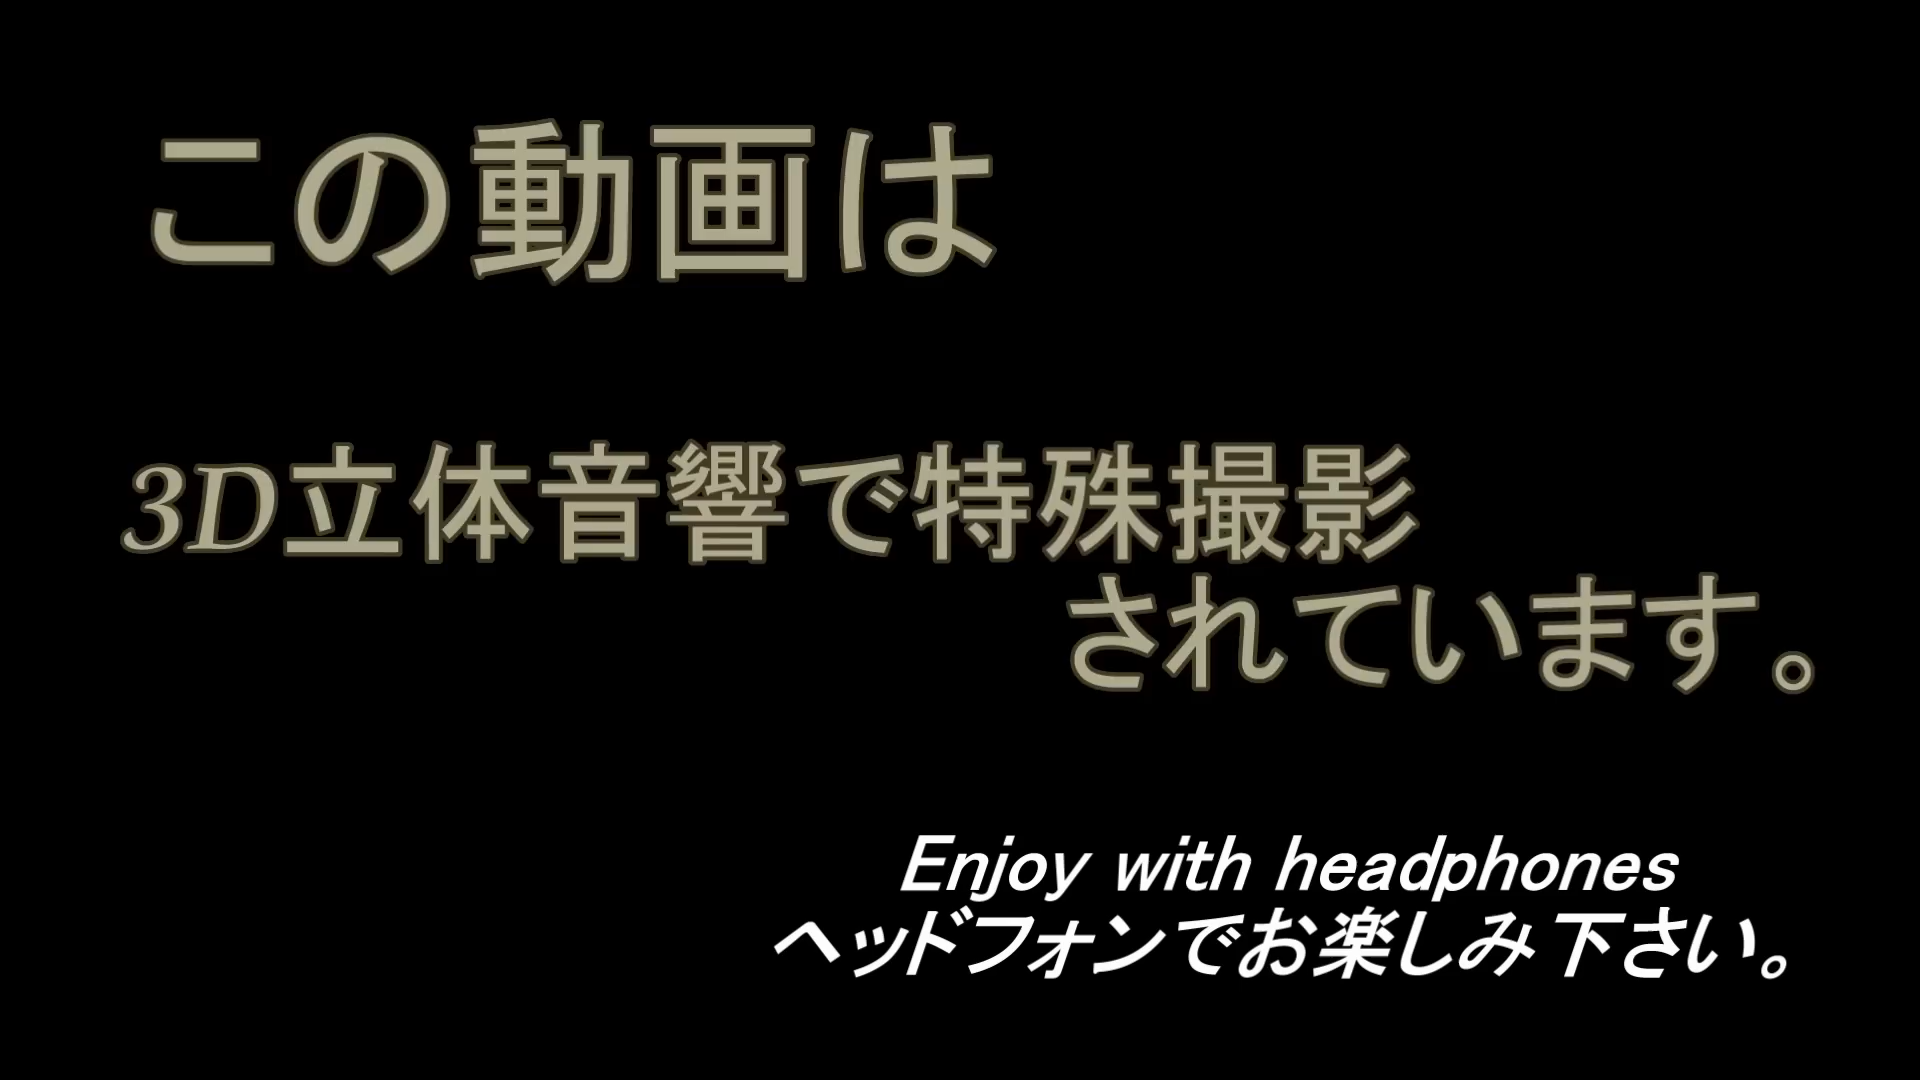 この動画は
3D立体音響で特殊撮影
されています。
Enjoy with headphones
ヘッドフォンでお楽しみ下さい。